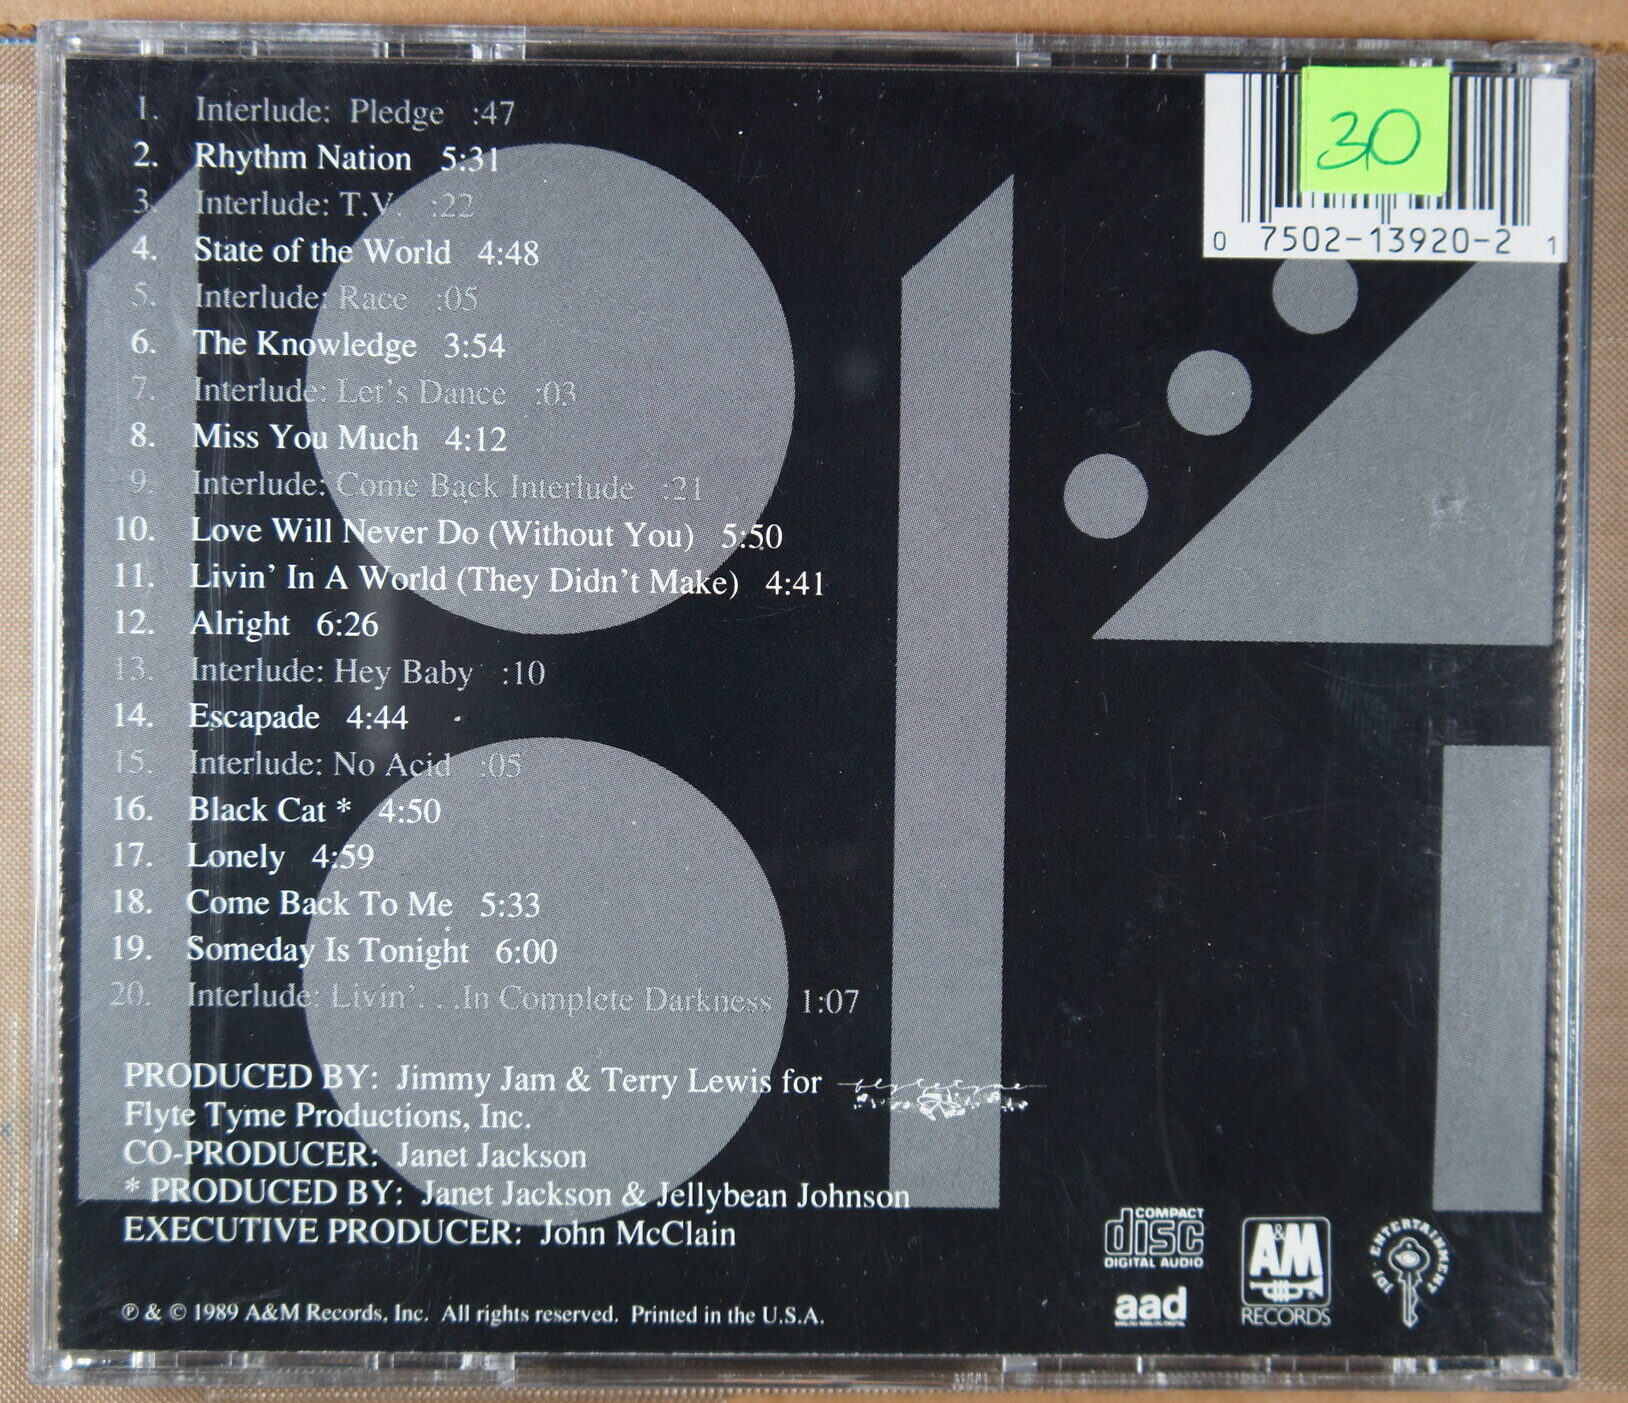 1. Interlude: Pledge :47
2. Rhythm Nation 5:31
3. Interlude: T.V. :22
4. State of the World 4:48
5. Interlude: Race :05
6. The Knowledge 3:54
7. Interlude: Let's Dance :03
8. Miss You Much 4:12
9. Interlude: Come Back Interlude :21
10. Love Will Never Do (Without You) 5:50
11. Livin' In A World (They Didn't Make) 4:41
12. Alright 6:26
13. Interlude: Hey Baby :10
14. Escapade 4:44
15. Interlude: No Acid :05
16. Black Cat * 4:50
17. Lonely 4:59
18. Come Back To Me 5:33
19. Someday Is Tonight 6:00
20. Interlude: Livin'. . .In Complete Darkness 1:07
PRODUCED BY: Jimmy Jam & Terry Lewis for flyte tyme
Flyte Tyme Productions, Inc.
CO-PRODUCER: Janet Jackson
* PRODUCED BY: Janet Jackson & Jellybean Johnson
EXECUTIVE PRODUCER: John McClain
℗ & © 1989 A&M Records, Inc. All rights reserved. Printed in the U.S.A.
30
0 7502-13920-2 1
1814
COMPACT
disc
DIGITAL AUDIO
aad
A&M
RECORDS
JDJ ENTERTAINMENT